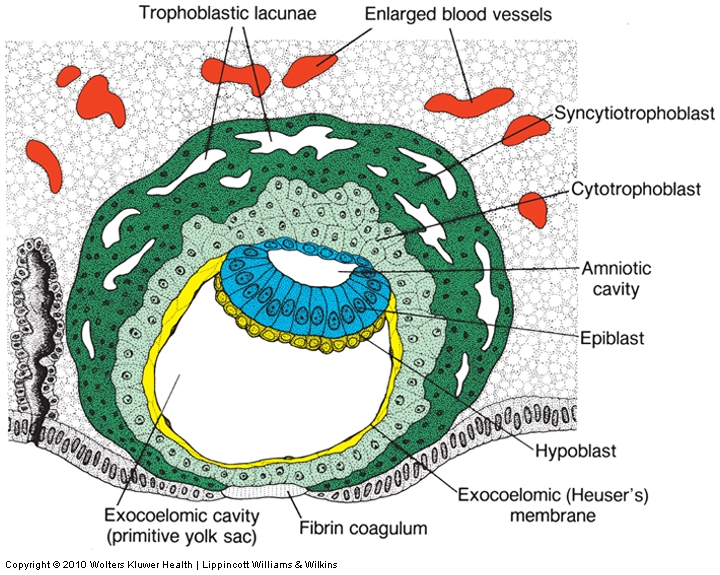 Trophoblastic lacunae
Enlarged blood vessels
Syncytiotrophoblast
Cytotrophoblast
Amniotic
cavity
Epiblast
Hypoblast
Exocoelomic (Heuser's)
membrane
Fibrin coagulum
Exocoelomic cavity
(primitive yolk sac)
Copyright © 2010 Wolters Kluwer Health | Lippincott Williams & Wilkins